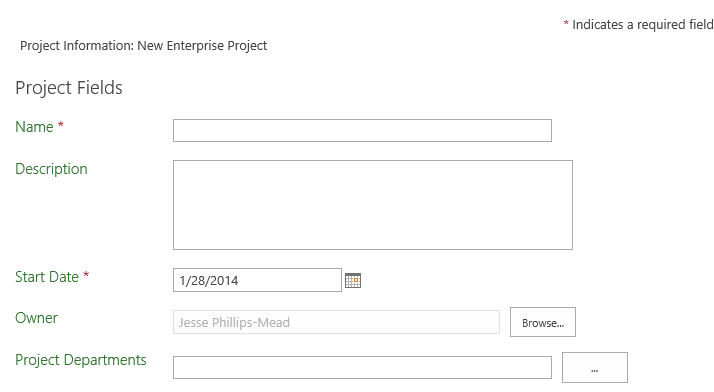 * Indicates a required field
Project Information: New Enterprise Project
Project Fields
Name *
Description
Start Date *
1/28/2014
Owner
Jesse Phillips-Mead
Browse...
Project Departments
...